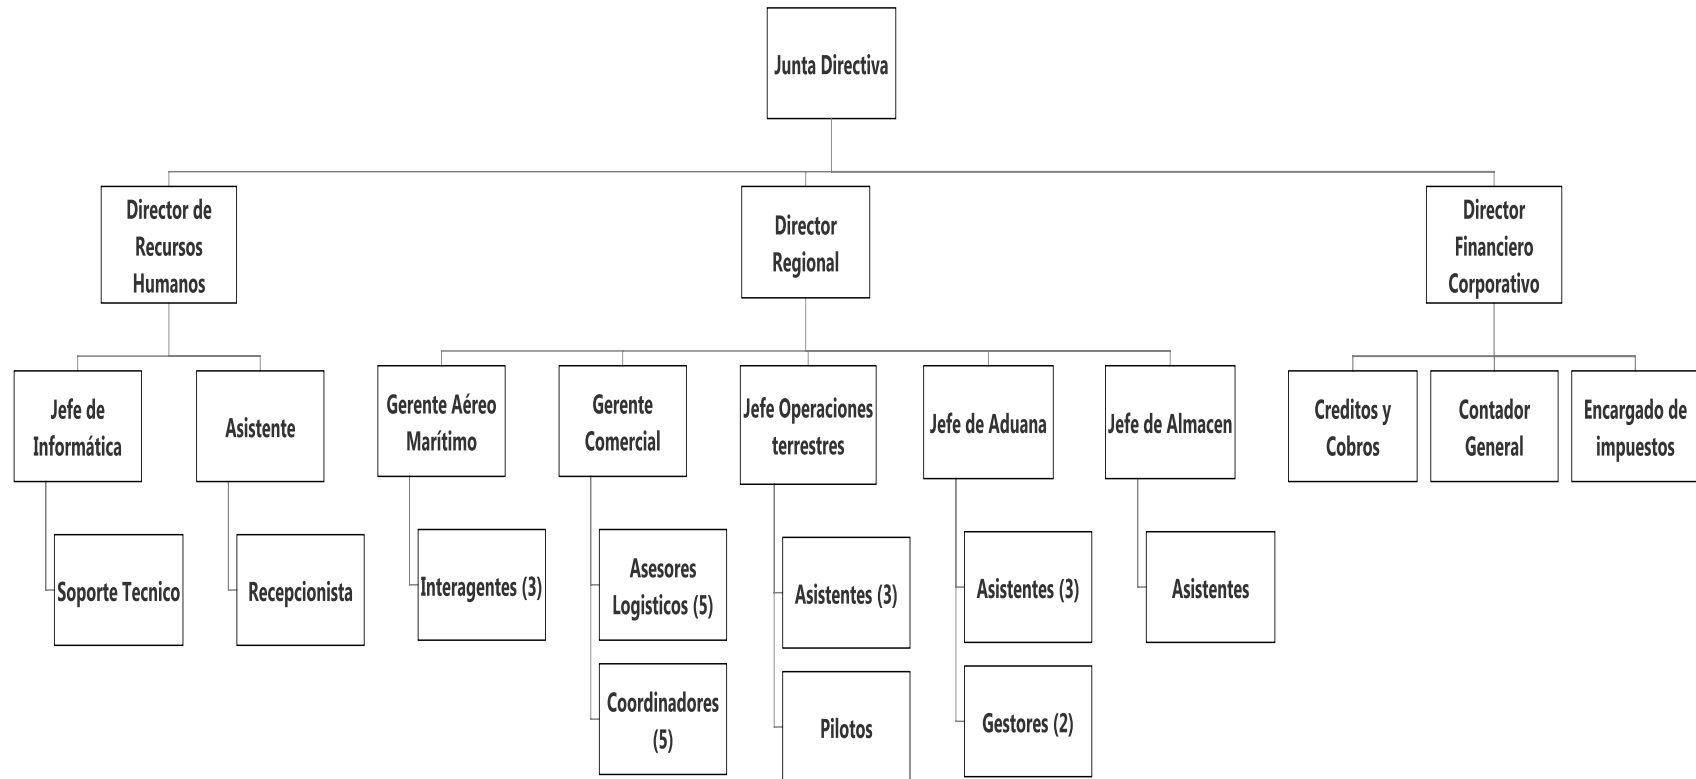 Junta Directiva
Director de
Recursos
Humanos
Director
Regional
Director
Financiero
Corporativo
Jefe de
Informática
Asistente
Gerente Aéreo
Marítimo
Gerente
Comercial
Jefe Operaciones
terrestres
Jefe de Aduana
Jefe de Almacen
Creditos y
Cobros
Contador
General
Encargado de
impuestos
Soporte Tecnico
Recepcionista
Interagentes (3)
Asesores
Logisticos (5)
Asistentes (3)
Asistentes (3)
Asistentes
Coordinadores
(5)
Pilotos
Gestores (2)